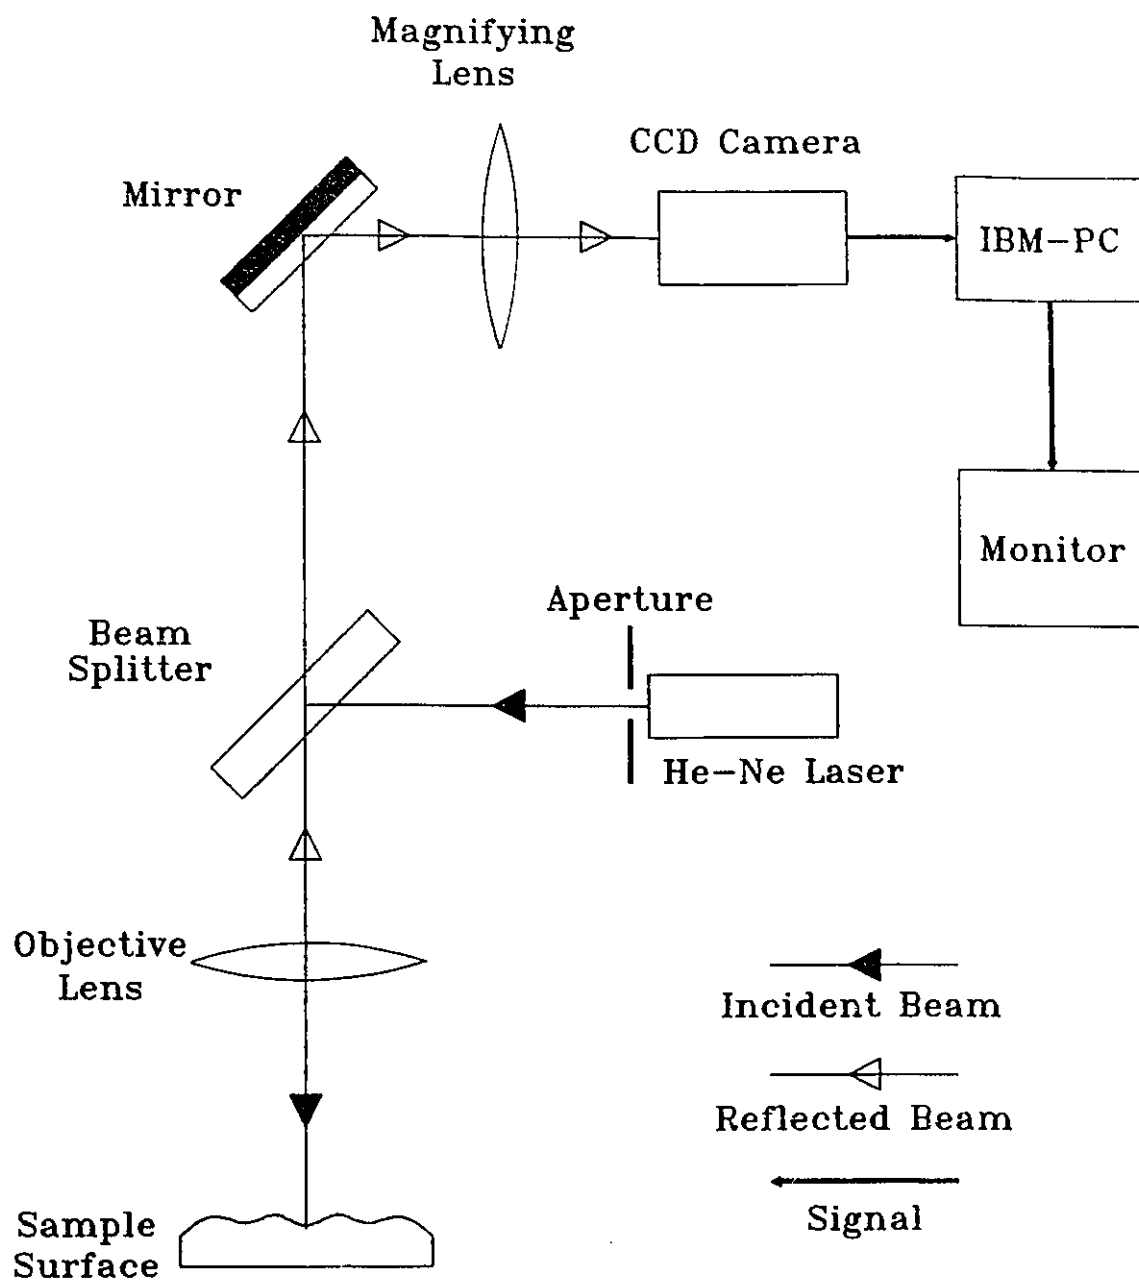 Magnifying
Lens
CCD Camera
Mirror
IBM-PC
Monitor
Aperture
Beam
Splitter
He-Ne Laser
Objective
Lens
Incident Beam
Reflected Beam
Signal
Sample
Surface